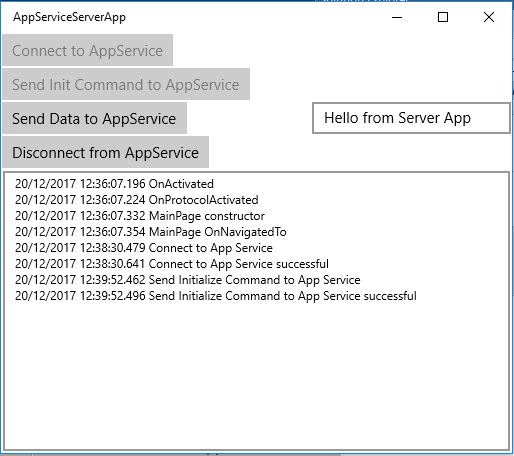 AppServiceServerApp
Connect to AppService
Send Init Command to AppService
Send Data to AppService
Hello from Server App
Disconnect from AppService
20/12/2017 12:36:07.196 OnActivated
20/12/2017 12:36:07.224 OnProtocolActivated
20/12/2017 12:36:07.332 MainPage constructor
20/12/2017 12:36:07.354 MainPage OnNavigatedTo
20/12/2017 12:38:30.479 Connect to App Service
20/12/2017 12:38:30.641 Connect to App Service successful
20/12/2017 12:39:52.462 Send Initialize Command to App Service
20/12/2017 12:39:52.496 Send Initialize Command to App Service successful